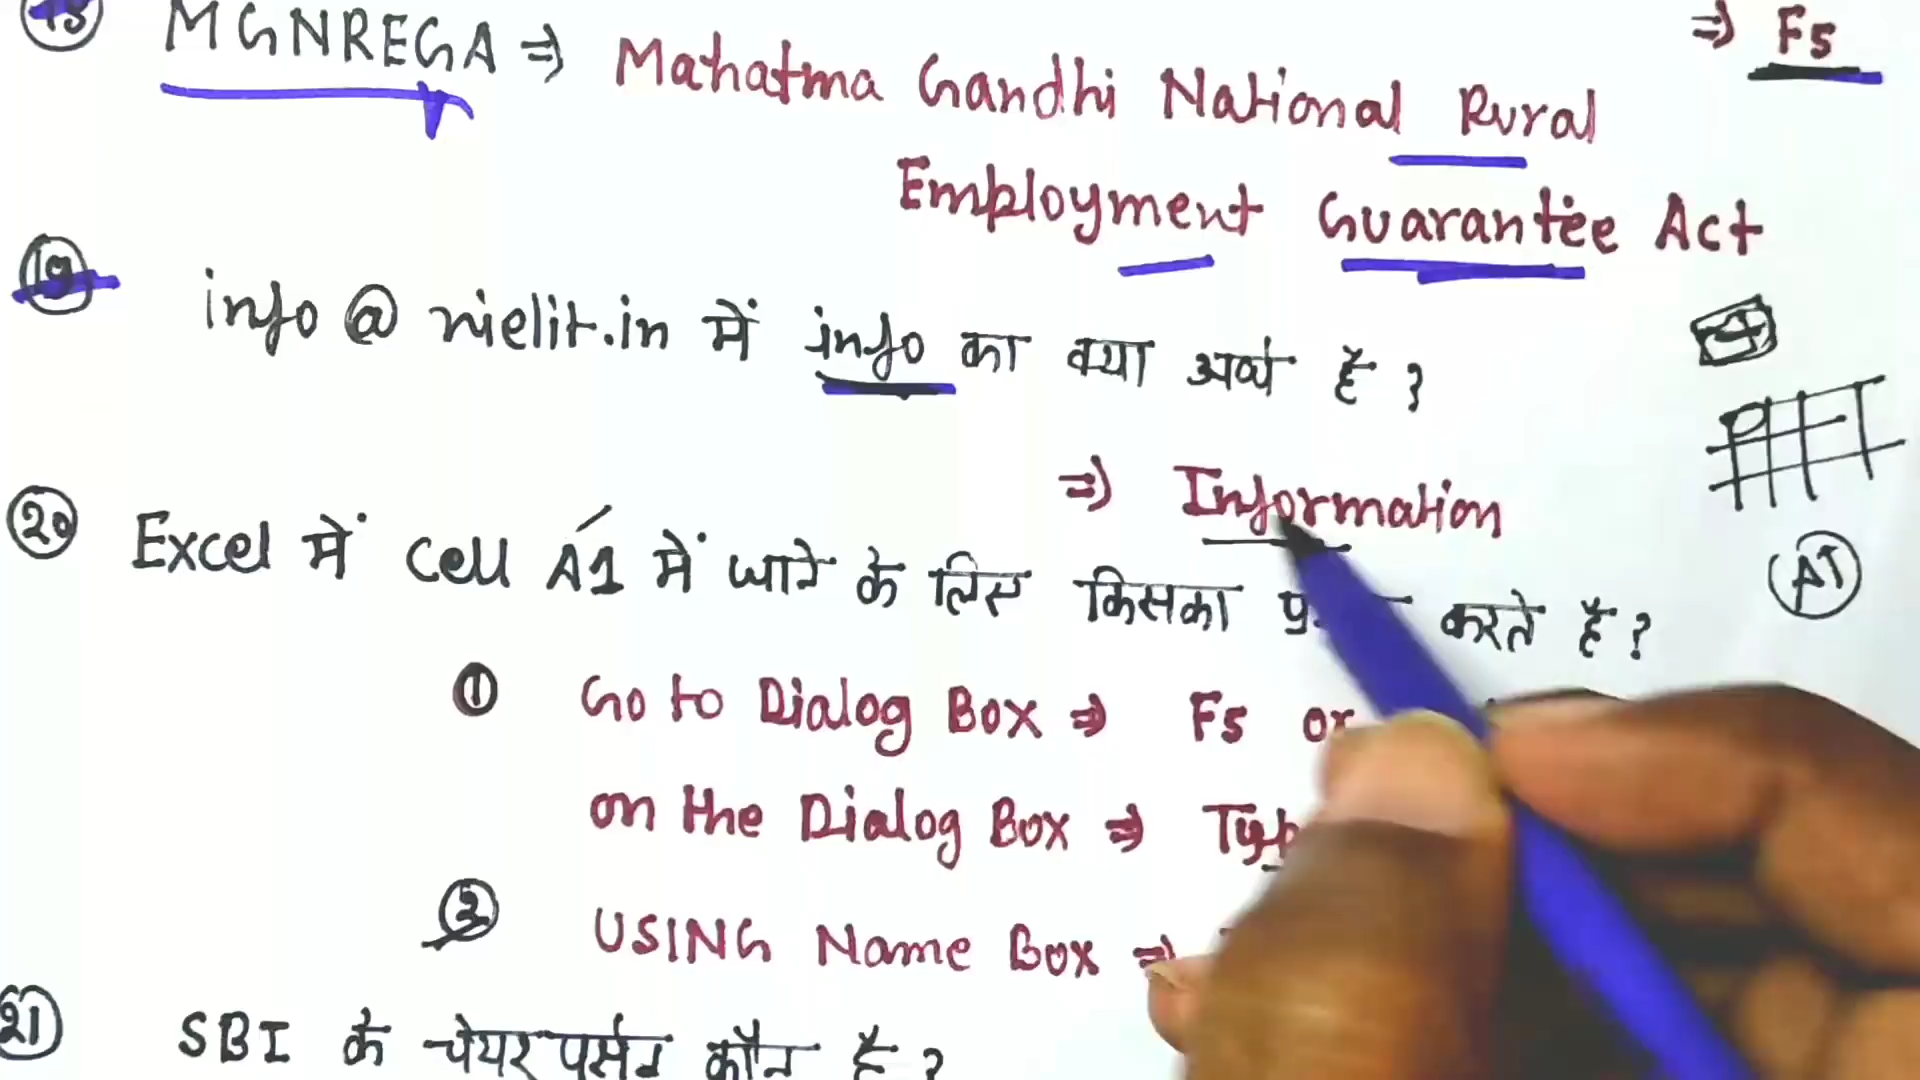 18 MGNREGA ⇒ Mahatma Gandhi National Rural
Employment Guarantee Act
⇒ F5
19 info @ nielit.in में info का क्या अर्थ है ?
⇒ Information
20 Excel में Cell A1 में जाने के लिए किसका करते है ?
A1
① Go to Dialog Box ⇒ F5 or
on the Dialog Box ⇒
② USING Name Box ⇒
21 SBI के चेयरपर्सन कौन है ?